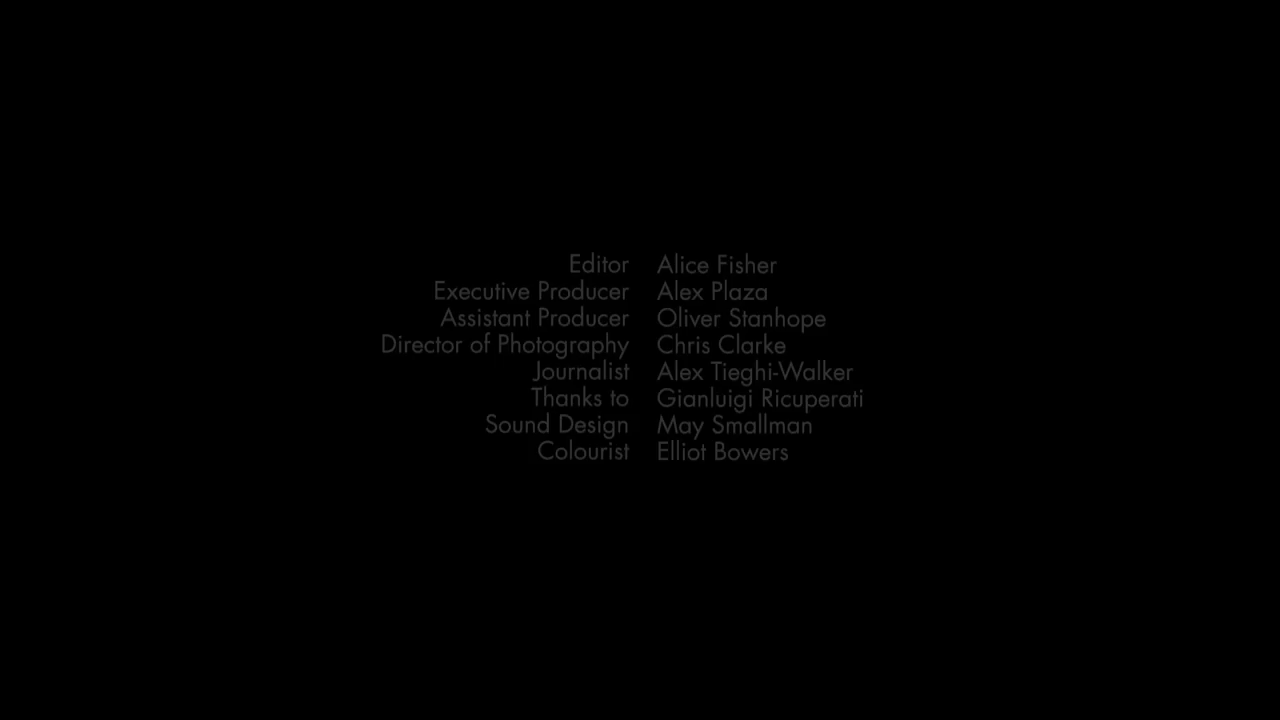 Editor Alice Fisher
Executive Producer Alex Plaza
Assistant Producer Oliver Stanhope
Director of Photography Chris Clarke
Journalist Alex Tieghi-Walker
Thanks to Gianluigi Ricuperati
Sound Design May Smallman
Colourist Elliot Bowers